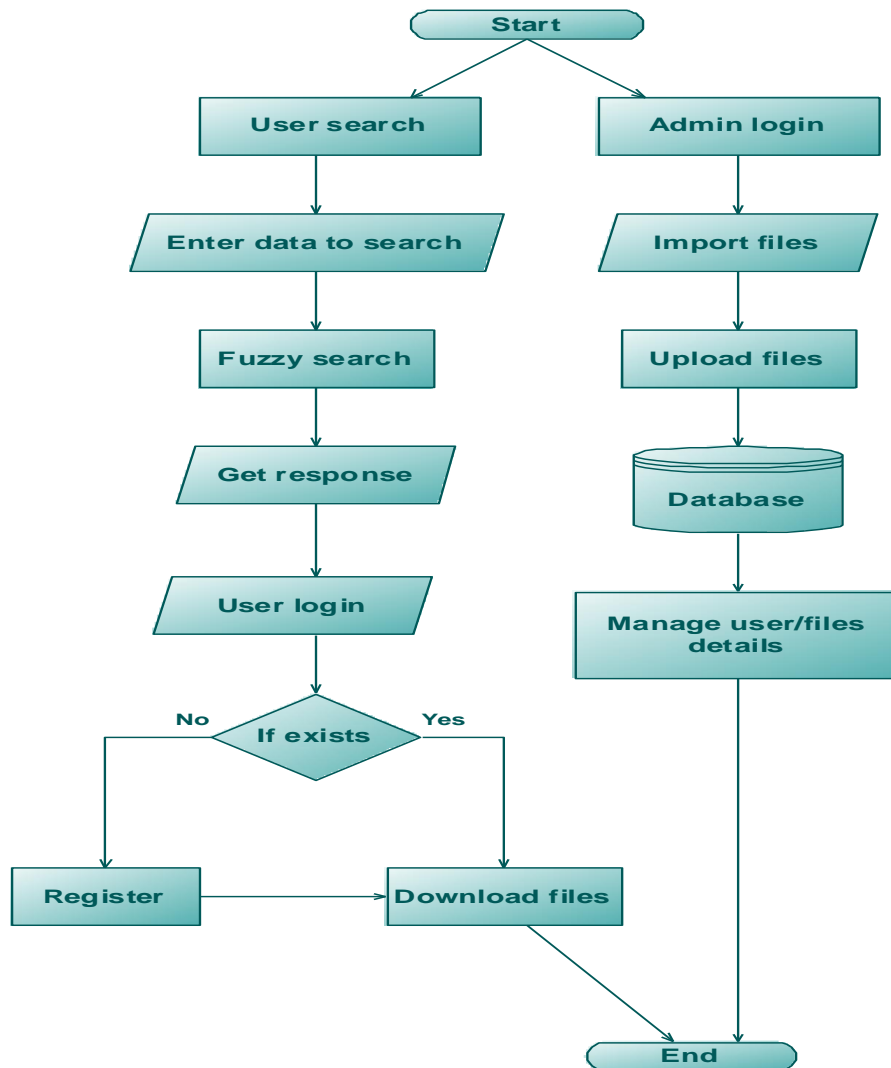 Start
User search
Admin login
Enter data to search
Import files
Fuzzy search
Upload files
Get response
Database
User login
Manage user/files
details
No
Yes
If exists
Register
Download files
End